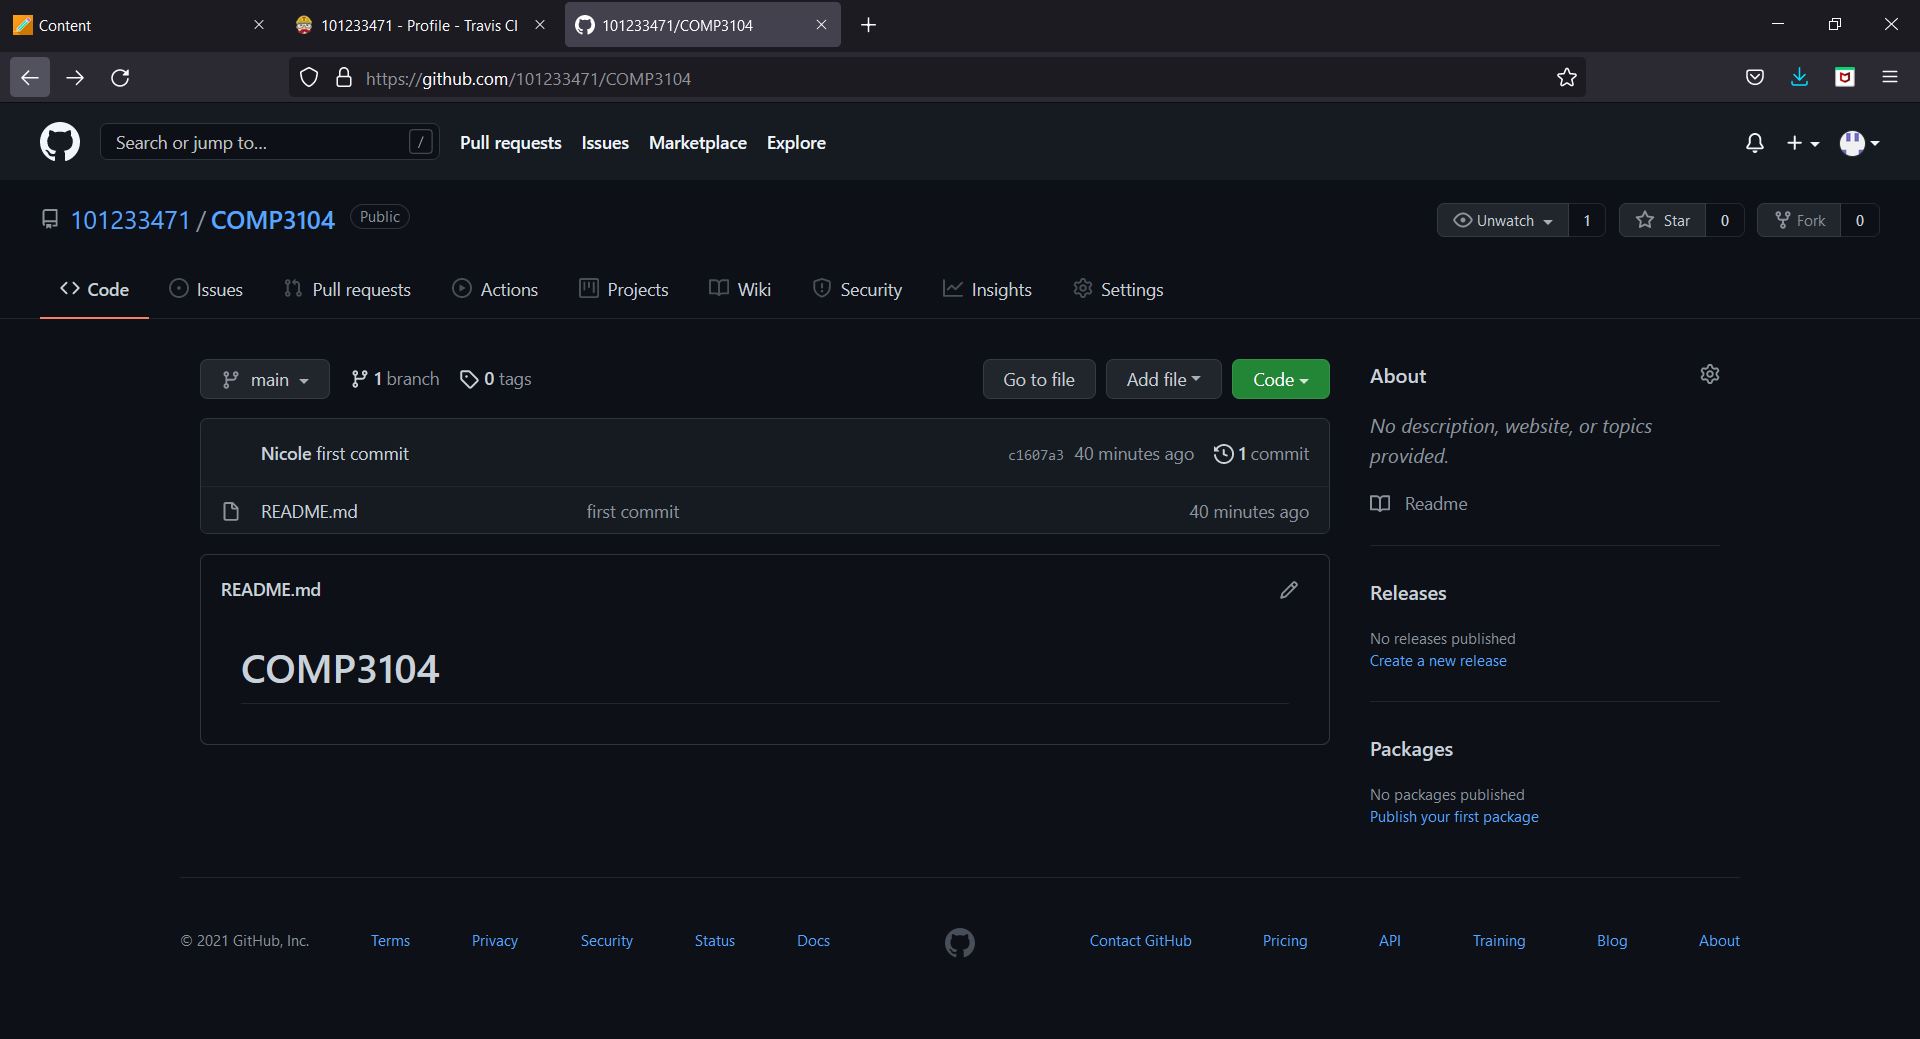 Content
101233471 - Profile - Travis CI
101233471/COMP3104
https://github.com/101233471/COMP3104
Search or jump to... /
Pull requests Issues Marketplace Explore
101233471 / COMP3104 Public
Unwatch 1 Star 0 Fork 0
Code Issues Pull requests Actions Projects Wiki Security Insights Settings
main 1 branch 0 tags Go to file Add file Code
Nicole first commit c1607a3 40 minutes ago 1 commit
README.md first commit 40 minutes ago
README.md
COMP3104
About
No description, website, or topics
provided.
Readme
Releases
No releases published
Create a new release
Packages
No packages published
Publish your first package
© 2021 GitHub, Inc. Terms Privacy Security Status Docs Contact GitHub Pricing API Training Blog About